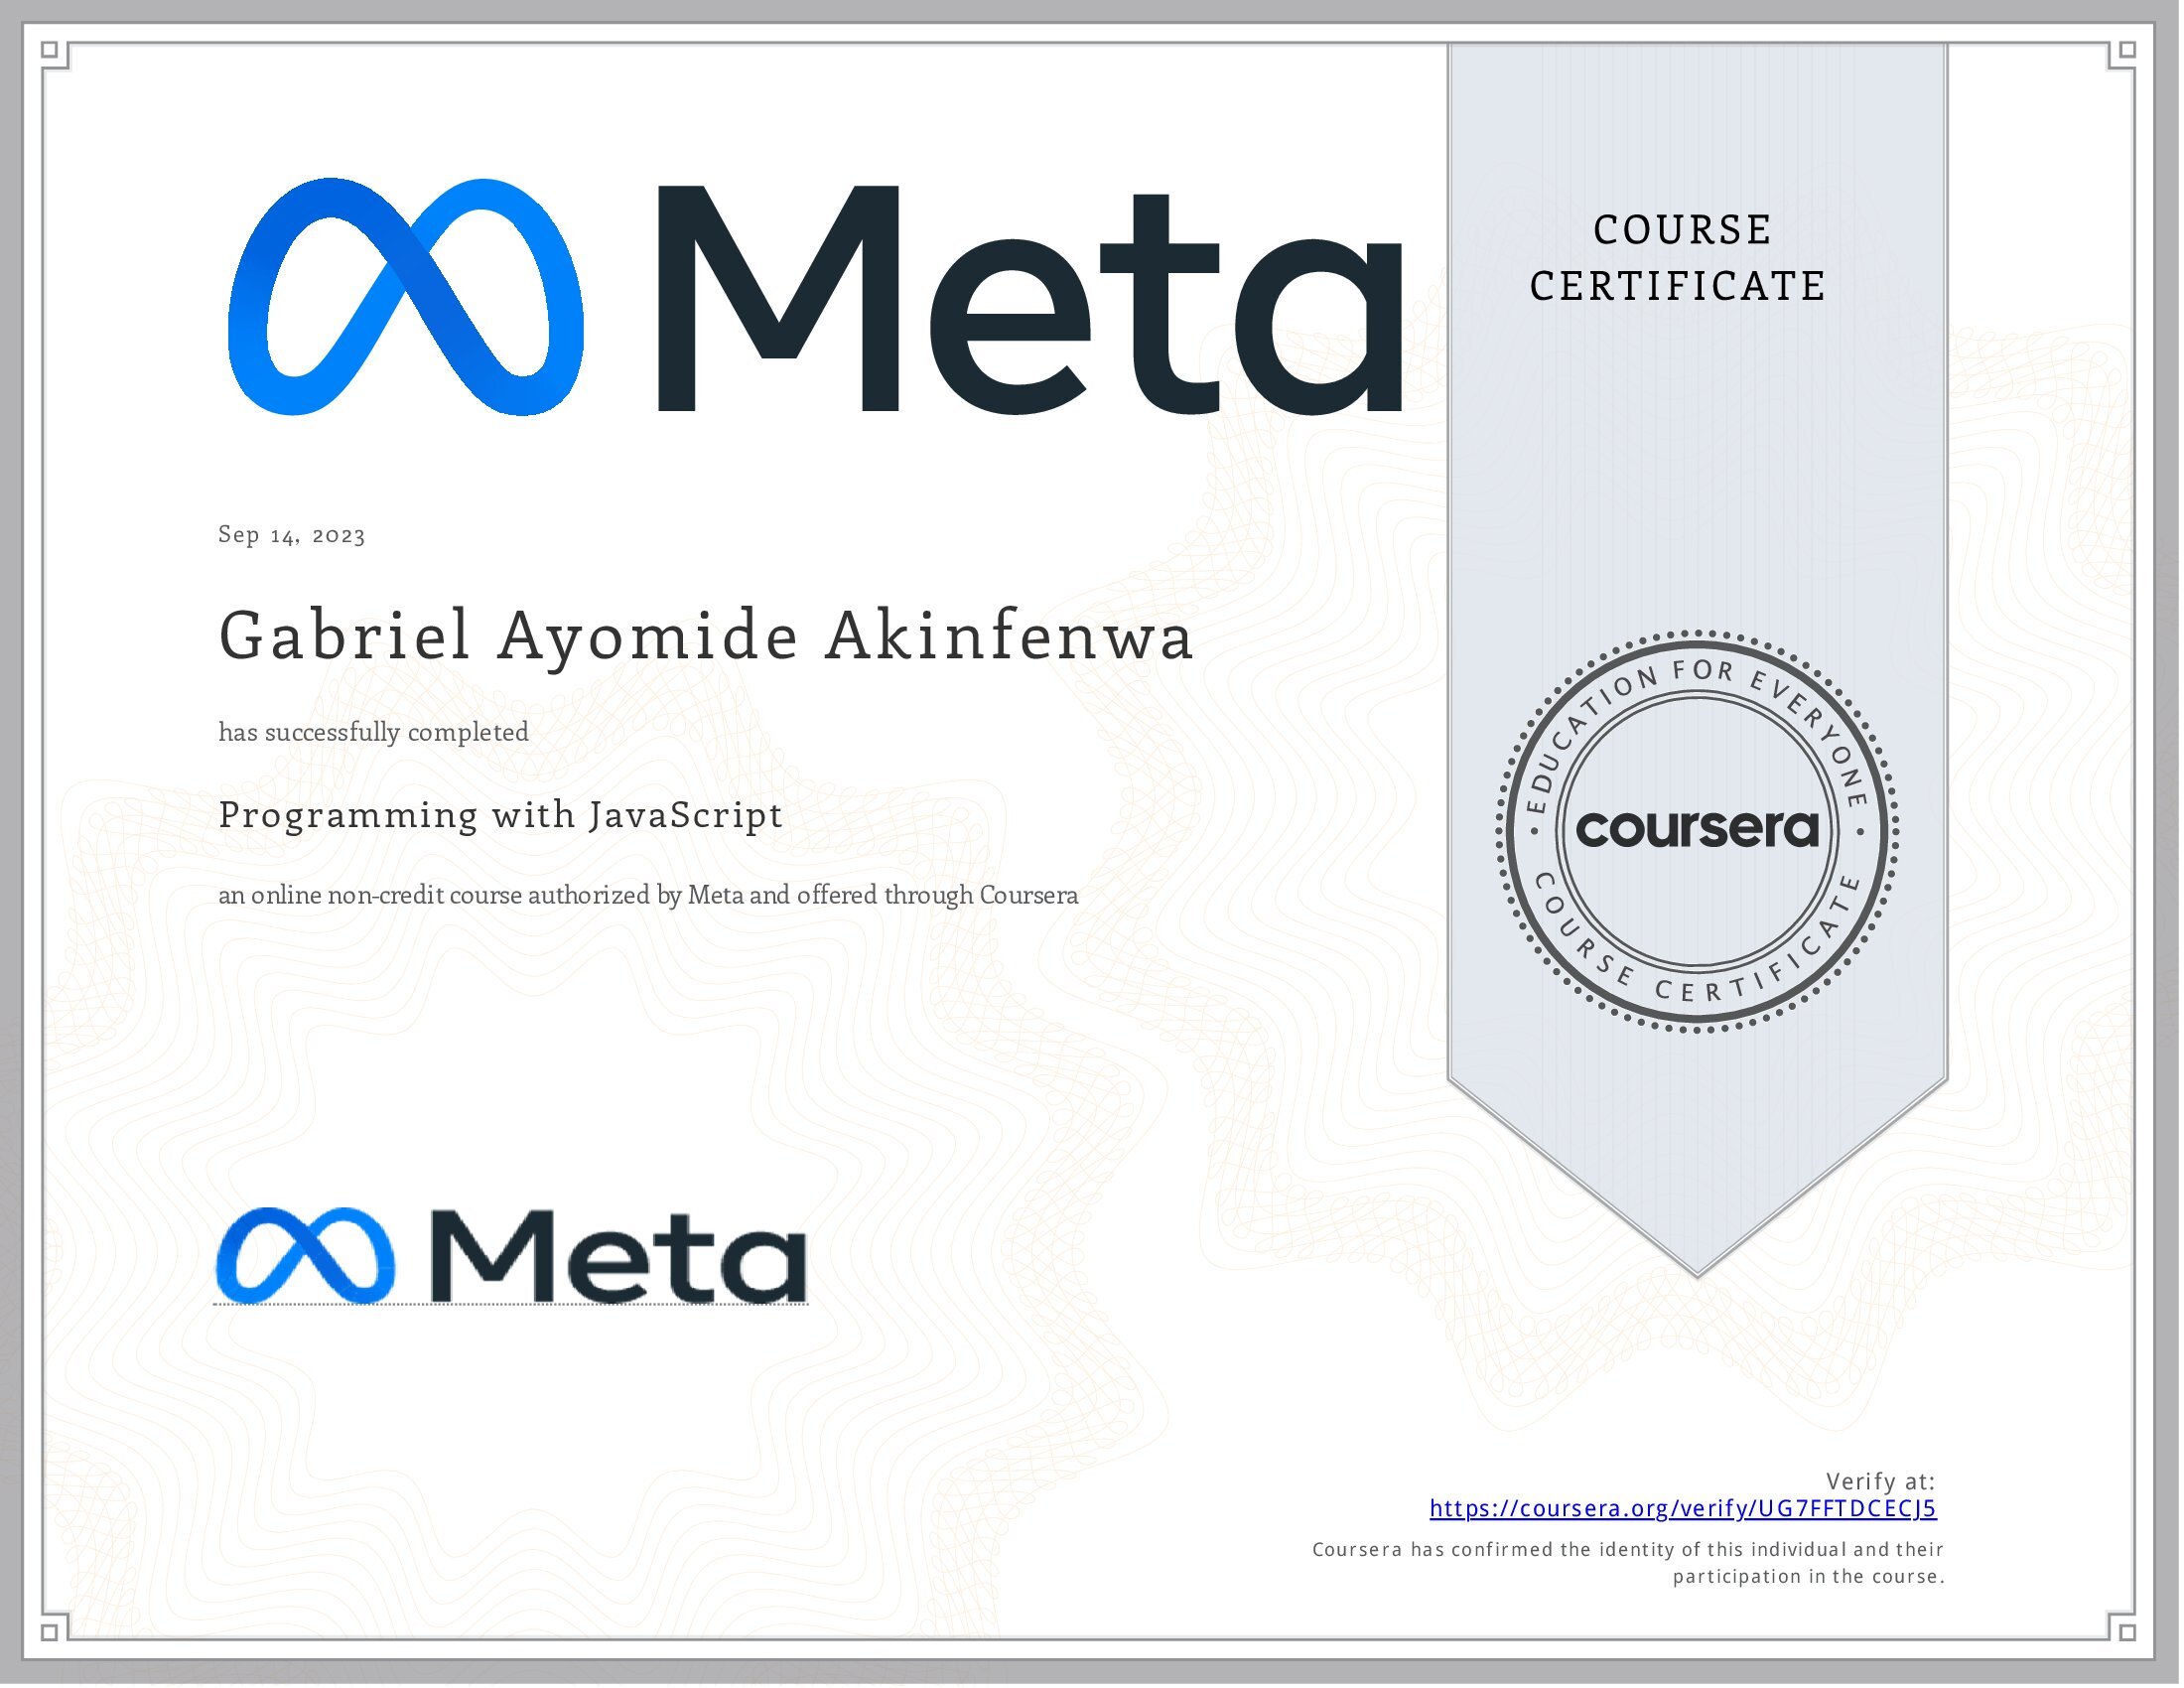 Meta
COURSE
CERTIFICATE
Sep 14, 2023
Gabriel Ayomide Akinfenwa
has successfully completed
Programming with JavaScript
an online non-credit course authorized by Meta and offered through Coursera
EDUCATION FOR EVERYONE
coursera
COURSE CERTIFICATE
Meta
Verify at:
https://coursera.org/verify/UG7FFTDCECJ5
Coursera has confirmed the identity of this individual and their
participation in the course.